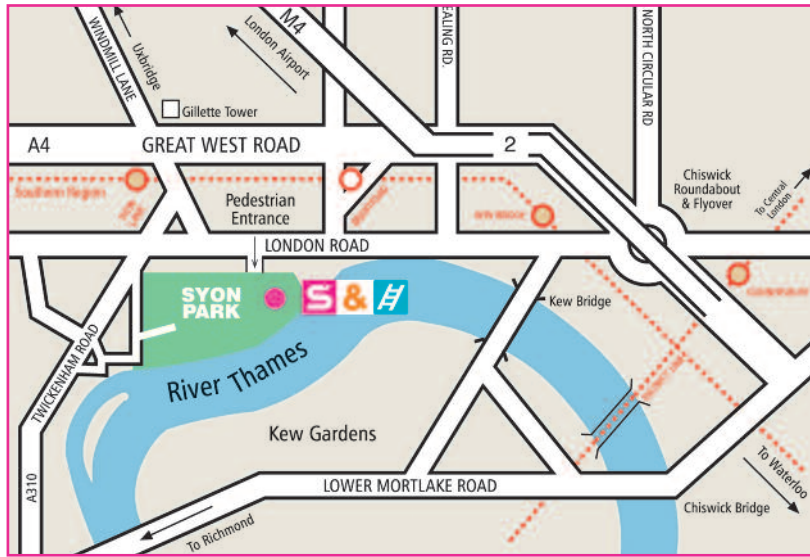 M4
WINDMILL LANE
Uxbridge
London Airport
EALING RD.
NORTH CIRCULAR RD
Gillette Tower
A4
GREAT WEST ROAD
2
Southern Region
Pedestrian
Entrance
Chiswick
Roundabout
& Flyover
To Central
London
KEW BRIDGE
LONDON ROAD
SYON
PARK
S &
Kew Bridge
TWICKENHAM ROAD
River Thames
Kew Gardens
A310
LOWER MORTLAKE ROAD
To Waterloo
Chiswick Bridge
To Richmond